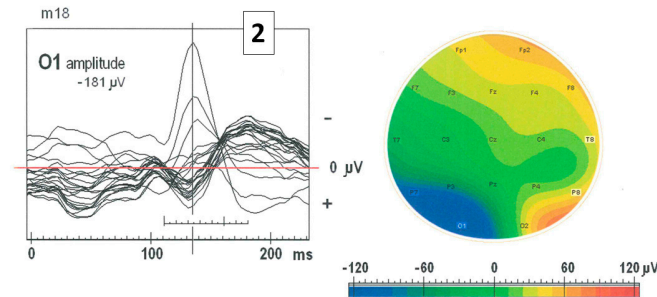 m18
2
O1 amplitude
-181 µV
−
0 µV
+
0 100 200 ms
Fp1 Fp2
F7 F3 Fz F4 F8
T7 C3 Cz C4 T8
P7 P3 Pz P4 P8
O1 O2
-120 -60 0 60 120 µV